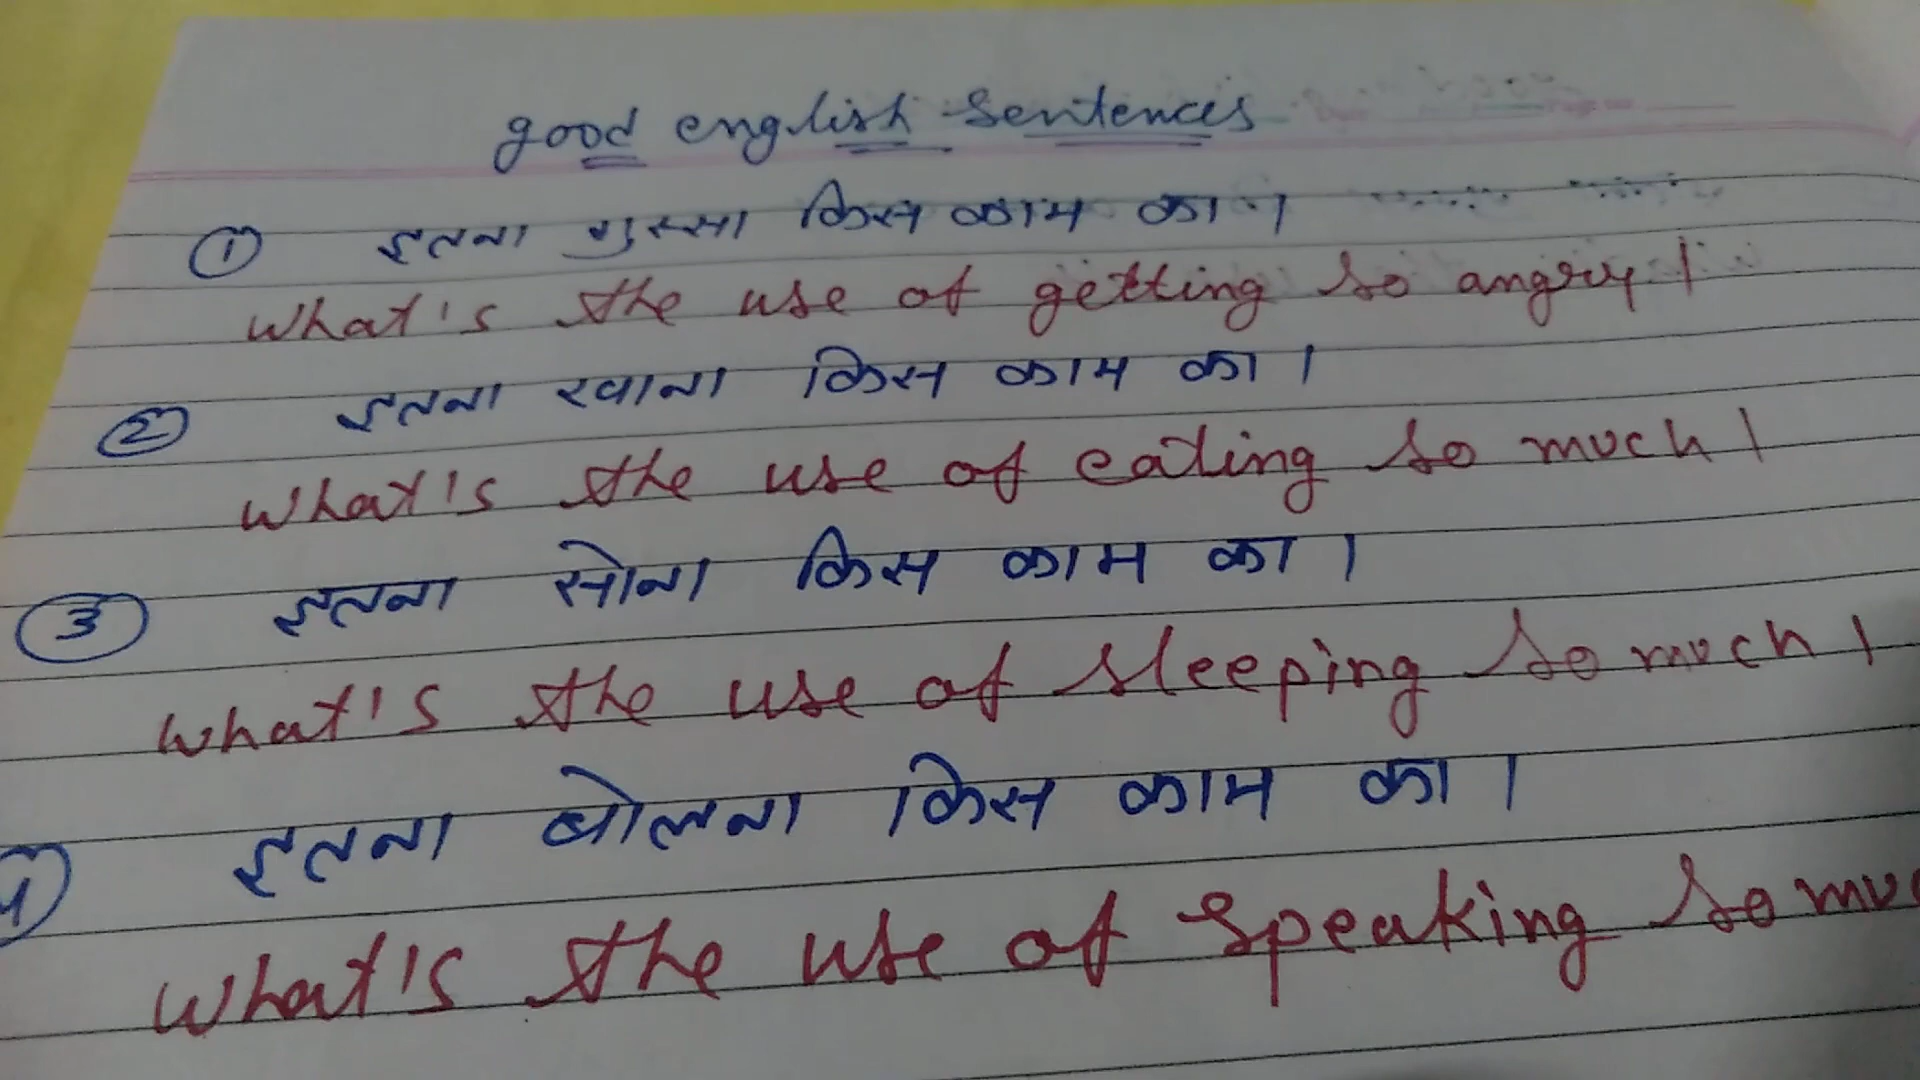 good english sentences
① इतना गुस्सा किस काम का ।
What's the use of getting so angry.।
② इतना खाना किस काम का ।
What's the use of eating so much ।
③ इतना सोना किस काम का ।
What's the use of sleeping so much ।
④ इतना बोलना किस काम का ।
What's the use of speaking so